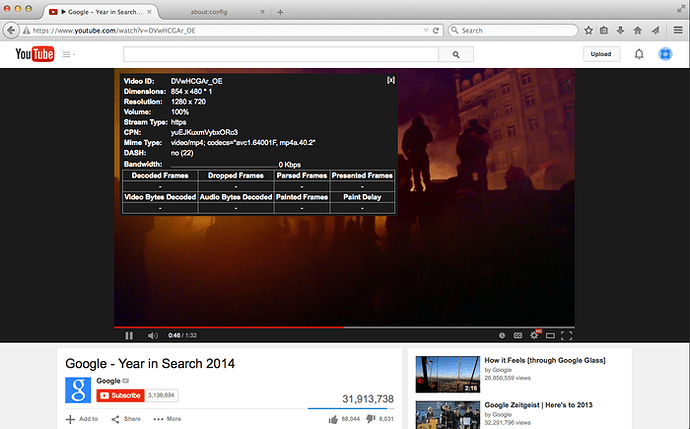 ▶ Google - Year in Search...
about:config
https://www.youtube.com/watch?v=DVwHCGAr_OE
Search
YouTube
Upload
Video ID: DVwHCGAr_OE
[x]
Dimensions: 854 x 480 * 1
Resolution: 1280 x 720
Volume: 100%
Stream Type: https
CPN: yuEJKuxmVybxORc3
Mime Type: video/mp4; codecs="avc1.64001F, mp4a.40.2"
DASH: no (22)
Bandwidth: 0 Kbps
Decoded Frames Dropped Frames Parsed Frames Presented Frames
- - - -
Video Bytes Decoded Audio Bytes Decoded Painted Frames Paint Delay
- - - -
0:46 / 1:32
HD
Google - Year in Search 2014
Google
Subscribe 3,138,694
31,913,738
Add to Share More
88,044 8,031
2:16
How it Feels [through Google Glass]
by Google
26,856,559 views
Google Zeitgeist | Here's to 2013
by Google
32,291,796 views